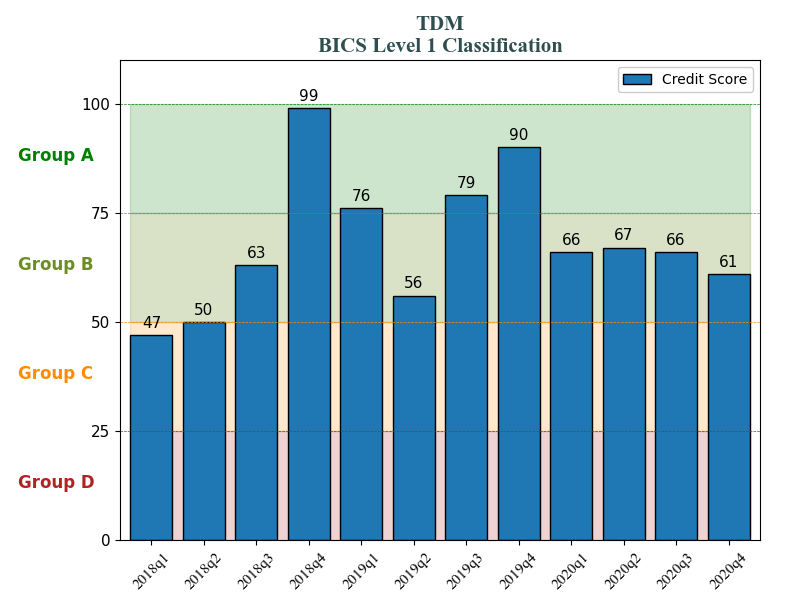 TDM
BICS Level 1 Classification
Credit Score
100
75
50
25
0
Group A
Group B
Group C
Group D
47
50
63
99
76
56
79
90
66
67
66
61
2018q1
2018q2
2018q3
2018q4
2019q1
2019q2
2019q3
2019q4
2020q1
2020q2
2020q3
2020q4